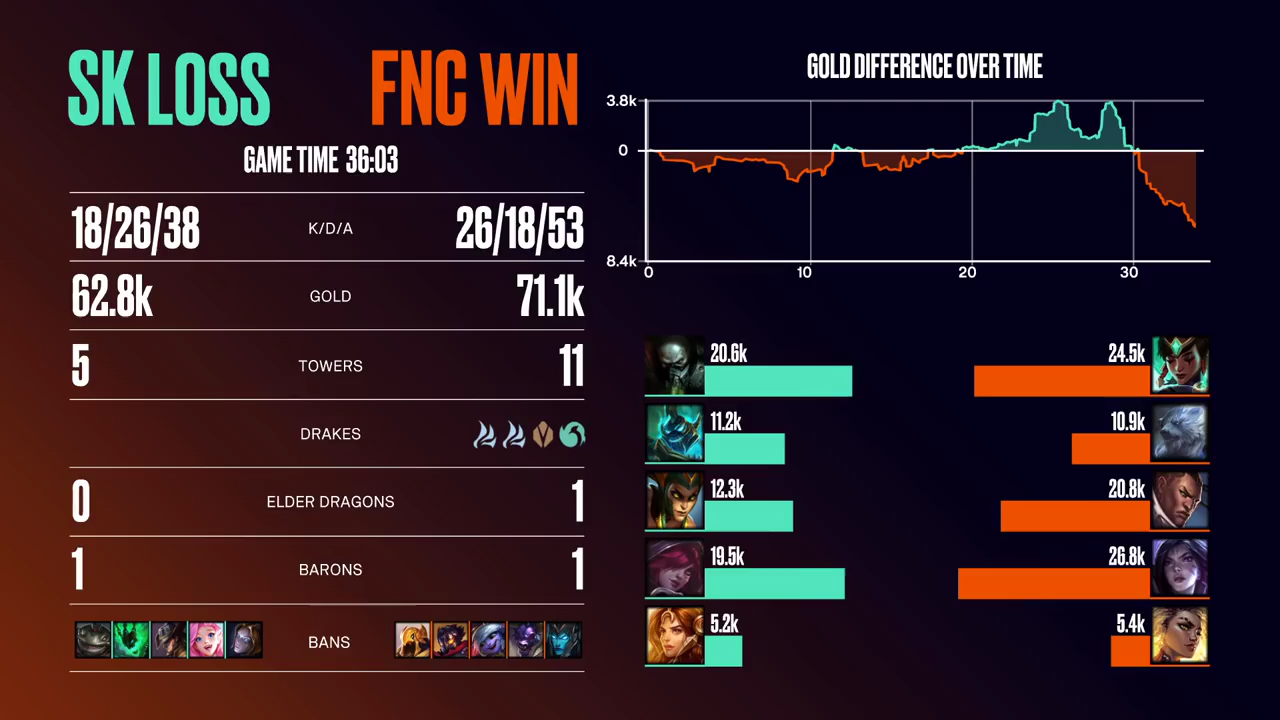 SK LOSS FNC WIN
GAME TIME 36:03
18/26/38 K/D/A 26/18/53
62.8k GOLD 71.1k
5 TOWERS 11
DRAKES
0 ELDER DRAGONS 1
1 BARONS 1
BANS
GOLD DIFFERENCE OVER TIME
3.8k
0
8.4k
0 10 20 30
20.6k 24.5k
11.2k 10.9k
12.3k 20.8k
19.5k 26.8k
5.2k 5.4k